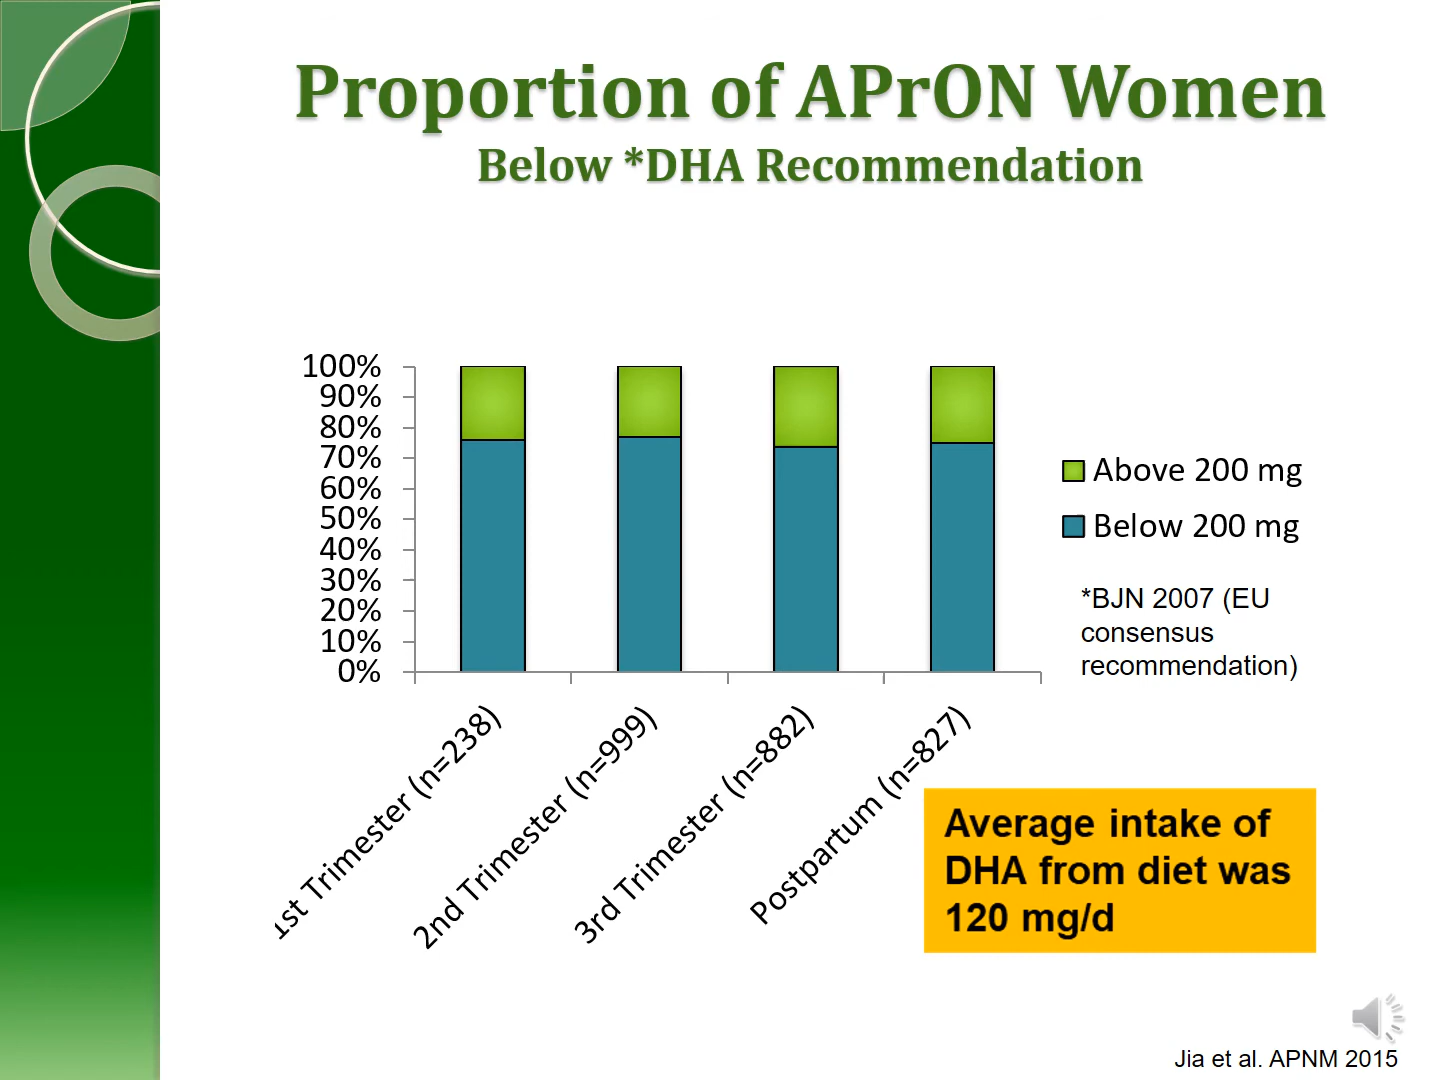 Proportion of APrON Women
Below *DHA Recommendation
100%
90%
80%
70%
60%
50%
40%
30%
20%
10%
0%
1st Trimester (n=238)
2nd Trimester (n=999)
3rd Trimester (n=882)
Postpartum (n=827)
Above 200 mg
Below 200 mg
*BJN 2007 (EU
consensus
recommendation)
Average intake of
DHA from diet was
120 mg/d
Jia et al. APNM 2015